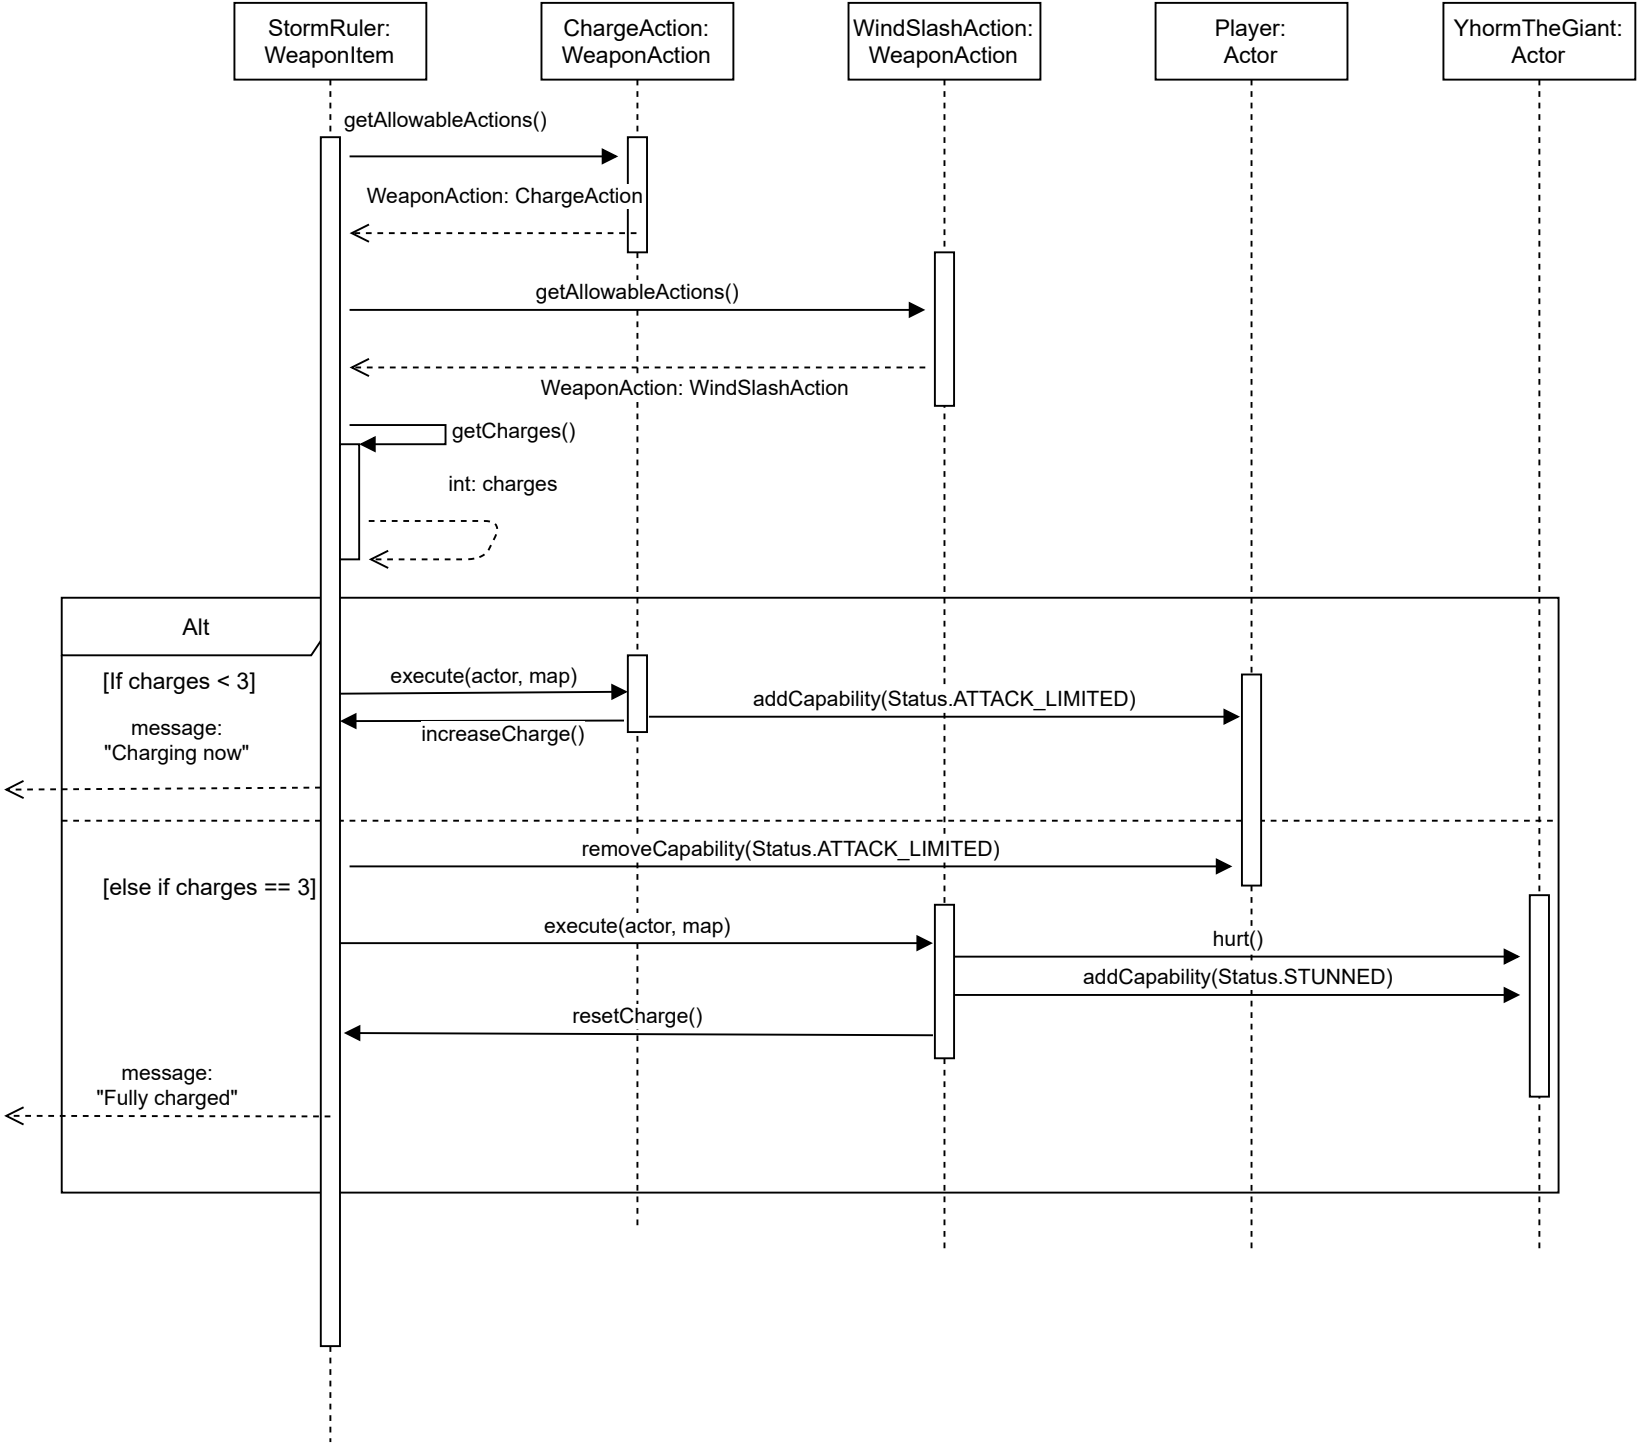 StormRuler:
WeaponItem
ChargeAction:
WeaponAction
WindSlashAction:
WeaponAction
Player:
Actor
YhormTheGiant:
Actor
getAllowableActions()
WeaponAction: ChargeAction
getAllowableActions()
WeaponAction: WindSlashAction
getCharges()
int: charges
Alt
[If charges < 3]
execute(actor, map)
addCapability(Status.ATTACK_LIMITED)
increaseCharge()
message:
"Charging now"
removeCapability(Status.ATTACK_LIMITED)
[else if charges == 3]
execute(actor, map)
hurt()
addCapability(Status.STUNNED)
resetCharge()
message:
"Fully charged"